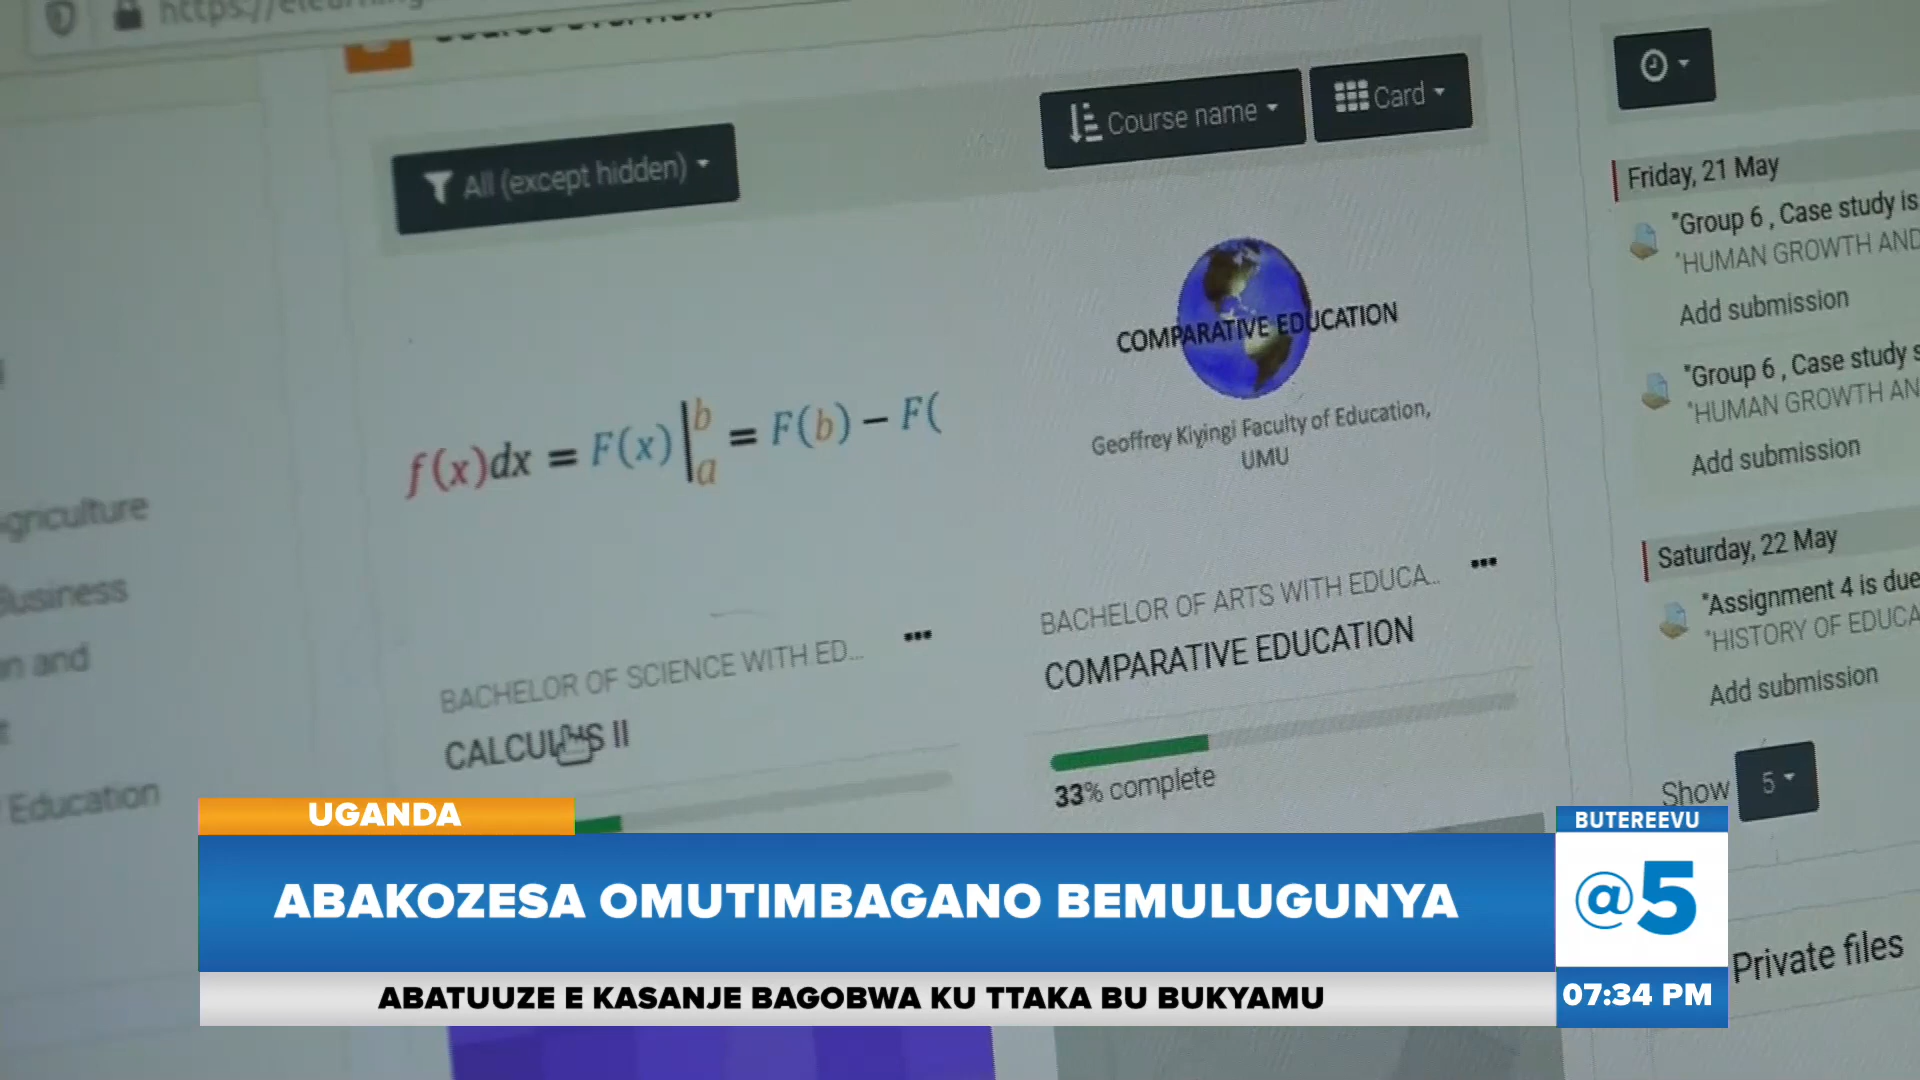 https://elearning
Course overview
All (except hidden)
Course name
Card
f(x)dx = F(x)|ba = F(b) − F(
COMPARATIVE EDUCATION
Geoffrey Kiyingi Faculty of Education,
UMU
BACHELOR OF SCIENCE WITH ED...
CALCULUS II
BACHELOR OF ARTS WITH EDUCA...
COMPARATIVE EDUCATION
33% complete
griculture
Business
n and
Education
Friday, 21 May
"Group 6 , Case study is
"HUMAN GROWTH AND
Add submission
"Group 6 , Case study s
"HUMAN GROWTH AN
Add submission
Saturday, 22 May
"Assignment 4 is due
"HISTORY OF EDUCA
Add submission
Show 5
Private files
UGANDA
ABAKOZESA OMUTIMBAGANO BEMULUGUNYA
ABATUUZE E KASANJE BAGOBWA KU TTAKA BU BUKYAMU
BUTEREEVU
@5
07:34 PM